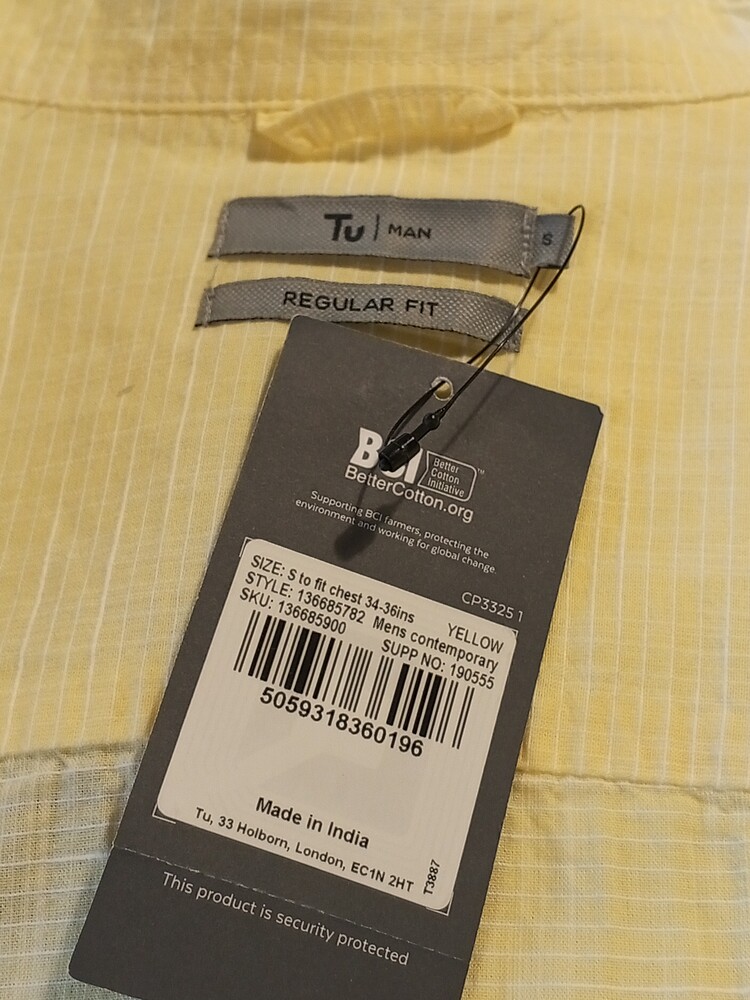 Tu | MAN
S
REGULAR FIT
BCI
Better
Cotton
Initiative
™
BetterCotton.org
Supporting BCI farmers, protecting the
environment and working for global change.
CP3325 1
SIZE: S to fit chest 34-36ins YELLOW
STYLE: 136685782 Mens contemporary
SKU: 136685900 SUPP NO: 190555
5059318360196
Made in India
Tu, 33 Holborn, London, EC1N 2HT
T3887
This product is security protected